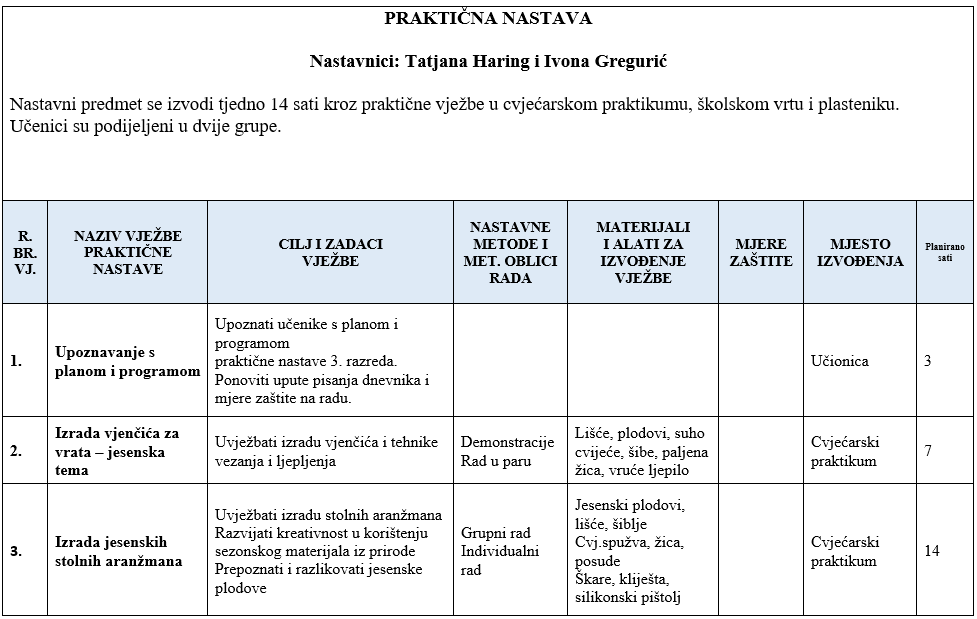 PRAKTIČNA NASTAVA
Nastavnici: Tatjana Haring i Ivona Gregurić
Nastavni predmet se izvodi tjedno 14 sati kroz praktične vježbe u cvjećarskom praktikumu, školskom vrtu i plasteniku.
Učenici su podijeljeni u dvije grupe.
R.
BR.
VJ.
NAZIV VJEŽBE
PRAKTIČNE
NASTAVE
CILJ I ZADACI
VJEŽBE
NASTAVNE
METODE I
MET. OBLICI
RADA
MATERIJALI
I ALATI ZA
IZVOĐENJE
VJEŽBE
MJERE
ZAŠTITE
MJESTO
IZVOĐENJA
Planirano
sati
1.
Upoznavanje s
planom i programom
Upoznati učenike s planom i
programom
praktične nastave 3. razreda.
Ponoviti upute pisanja dnevnika i
mjere zaštite na radu.
Učionica
3
2.
Izrada vjenčića za
vrata – jesenska
tema
Uvježbati izradu vjenčića i tehnike
vezanja i ljepljenja
Demonstracije
Rad u paru
Lišće, plodovi, suho
cvijeće, šibe, paljena
žica, vruće ljepilo
Cvjećarski
praktikum
7
3.
Izrada jesenskih
stolnih aranžmana
Uvježbati izradu stolnih aranžmana
Razvijati kreativnost u korištenju
sezonskog materijala iz prirode
Prepoznati i razlikovati jesenske
plodove
Grupni rad
Individualni
rad
Jesenski plodovi,
lišće, šiblje
Cvj.spužva, žica,
posude
Škare, kliješta,
silikonski pištolj
Cvjećarski
praktikum
14